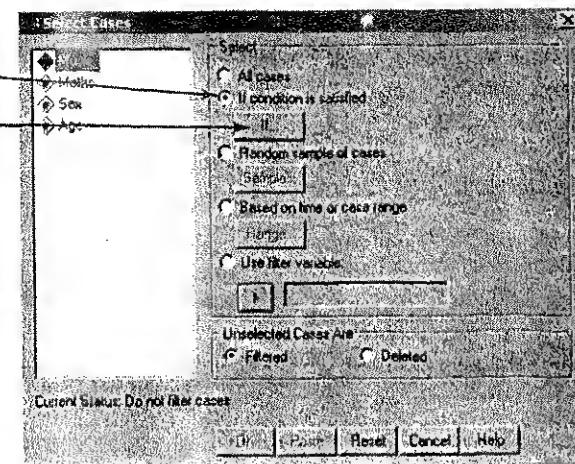 Select Cases
Maths
Sex
Age
Select
All cases
If condition is satisfied
If
Random sample of cases
Sample
Based on time or case range
Range
Use filter variable:
Unselected Cases Are
Filtered
Deleted
Current Status: Do not filter cases
OK
Paste
Reset
Cancel
Help